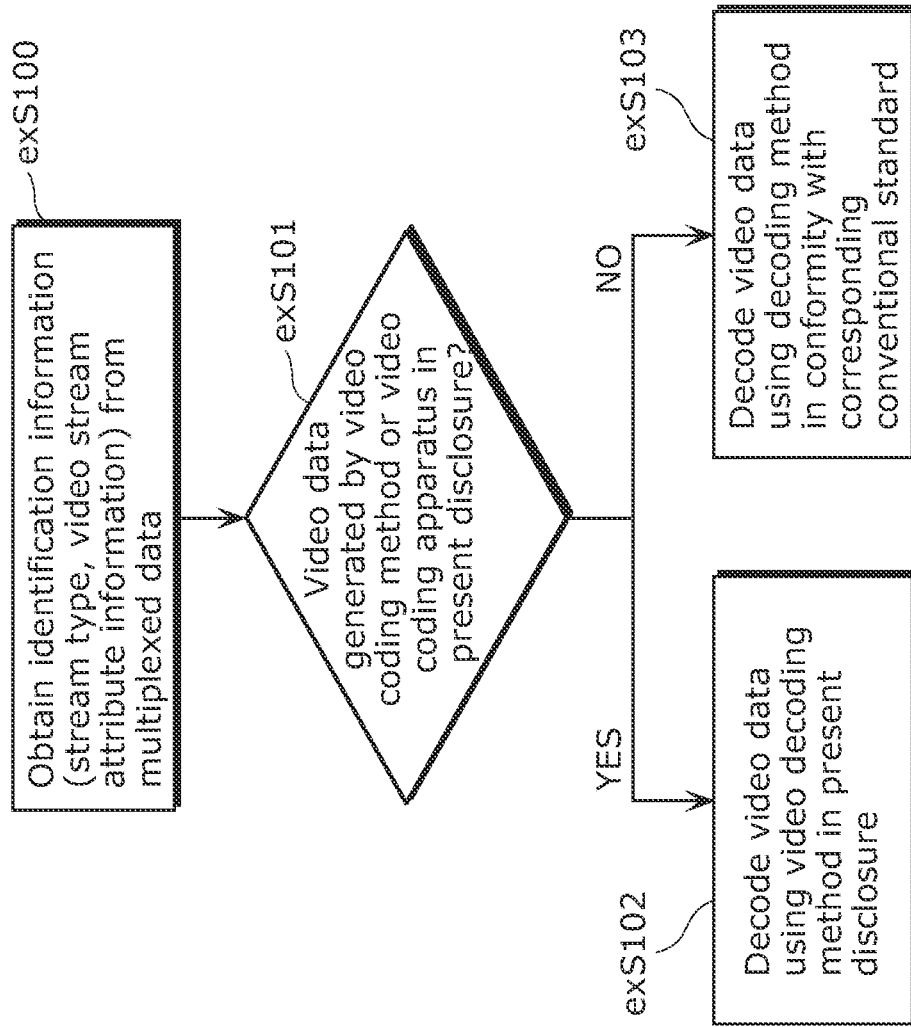 exS100
Obtain identification information
(stream type, video stream
attribute information) from
multiplexed data
exS101
Video data
generated by video
coding method or video
coding apparatus in
present disclosure?
YES
NO
exS102
Decode video data
using video decoding
method in present
disclosure
exS103
Decode video data
using decoding method
in conformity with
corresponding
conventional standard